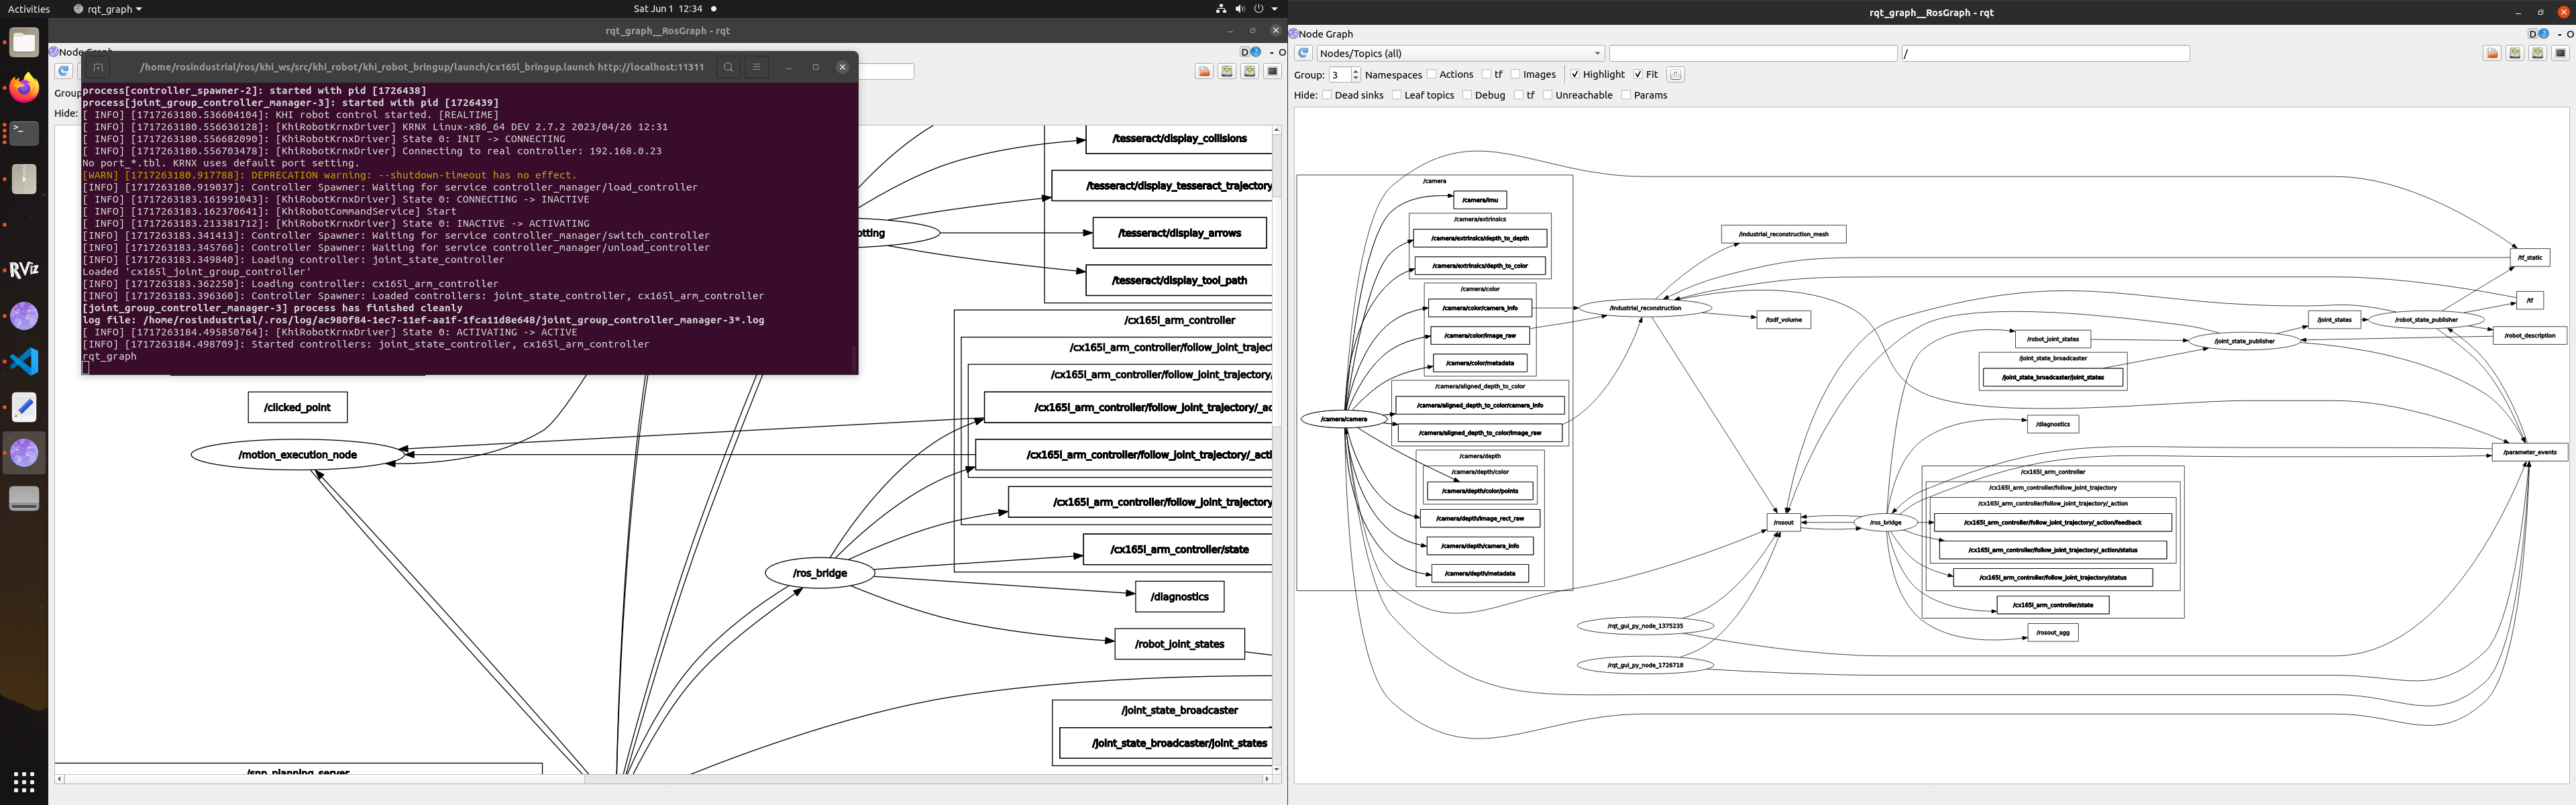 Activities
rqt_graph
Sat Jun 1 12:34
rqt_graph__RosGraph - rqt
Node Graph
D
- O
Group
Hide:
/home/rosindustrial/ros/khi_ws/src/khi_robot/khi_robot_bringup/launch/cx165l_bringup.launch http://localhost:11311
process[controller_spawner-2]: started with pid [1726438]
process[joint_group_controller_manager-3]: started with pid [1726439]
[ INFO] [1717263180.536604104]: KHI robot control started. [REALTIME]
[ INFO] [1717263180.556636128]: [KhiRobotKrnxDriver] KRNX Linux-x86_64 DEV 2.7.2 2023/04/26 12:31
[ INFO] [1717263180.556682090]: [KhiRobotKrnxDriver] State 0: INIT -> CONNECTING
[ INFO] [1717263180.556703478]: [KhiRobotKrnxDriver] Connecting to real controller: 192.168.0.23
No port_*.tbl. KRNX uses default port setting.
[WARN] [1717263180.917788]: DEPRECATION warning: --shutdown-timeout has no effect.
[INFO] [1717263180.919037]: Controller Spawner: Waiting for service controller_manager/load_controller
[ INFO] [1717263183.161991043]: State 0: CONNECTING -> INACTIVE
[ INFO] [1717263183.162370641]: [KhiRobotCommandService] Start
[ INFO] [1717263183.213381712]: [KhiRobotKrnxDriver] State 0: INACTIVE -> ACTIVATING
[INFO] [1717263183.341413]: Controller Spawner: Waiting for service controller_manager/switch_controller
[INFO] [1717263183.345766]: Controller Spawner: Waiting for service controller_manager/unload_controller
[INFO] [1717263183.349840]: Loading controller: joint_state_controller
Loaded 'cx165l_joint_group_controller'
[INFO] [1717263183.362250]: Loading controller: cx165l_arm_controller
[INFO] [1717263183.396360]: Controller Spawner: Loaded controllers: joint_state_controller, cx165l_arm_controller
[joint_group_controller_manager-3] process has finished cleanly
log file: /home/rosindustrial/.ros/log/ac980f84-1ec7-11ef-aa1f-1fca11d8e648/joint_group_controller_manager-3*.log
[ INFO] [1717263184.495850764]: [KhiRobotKrnxDriver] State 0: ACTIVATING -> ACTIVE
[INFO] [1717263184.498709]: Started controllers: joint_state_controller, cx165l_arm_controller
rqt_graph
RViz
otting
/tesseract/display_collisions
/tesseract/display_tesseract_trajectory
/tesseract/display_arrows
/tesseract/display_tool_path
/cx165l_arm_controller
/cx165l_arm_controller/follow_joint_traject
/cx165l_arm_controller/follow_joint_trajectory/
/cx165l_arm_controller/follow_joint_trajectory/_ac
/cx165l_arm_controller/follow_joint_trajectory/_acti
/cx165l_arm_controller/follow_joint_trajectory
/cx165l_arm_controller/state
/clicked_point
/motion_execution_node
/ros_bridge
/diagnostics
/robot_joint_states
/joint_state_broadcaster
/joint_state_broadcaster/joint_states
/snp_planning_server
rqt_graph__RosGraph - rqt
Node Graph
D
- O
Nodes/Topics (all)
/
Group: 3 Namespaces Actions tf Images Highlight Fit
Hide: Dead sinks Leaf topics Debug tf Unreachable Params
/camera
/camera/imu
/camera/extrinsics
/camera/extrinsics/depth_to_depth
/camera/extrinsics/depth_to_color
/camera/color
/camera/color/camera_info
/camera/color/image_raw
/camera/color/metadata
/camera/aligned_depth_to_color
/camera/aligned_depth_to_color/camera_info
/camera/aligned_depth_to_color/image_raw
/camera/camera
/camera/depth
/camera/depth/color
/camera/depth/color/points
/camera/depth/image_rect_raw
/camera/depth/camera_info
/camera/depth/metadata
/industrial_reconstruction_mesh
/industrial_reconstruction
/tsdf_volume
/rqt_gui_py_node_1375235
/rqt_gui_py_node_1726718
/rosout
/ros_bridge
/robot_joint_states
/joint_state_broadcaster
/joint_state_broadcaster/joint_states
/diagnostics
/cx165l_arm_controller
/cx165l_arm_controller/follow_joint_trajectory
/cx165l_arm_controller/follow_joint_trajectory/_action
/cx165l_arm_controller/follow_joint_trajectory/_action/feedback
/cx165l_arm_controller/follow_joint_trajectory/_action/status
/cx165l_arm_controller/follow_joint_trajectory/status
/cx165l_arm_controller/state
/rosout_agg
/joint_state_publisher
/joint_states
/robot_state_publisher
/tf_static
/tf
/robot_description
/parameter_events